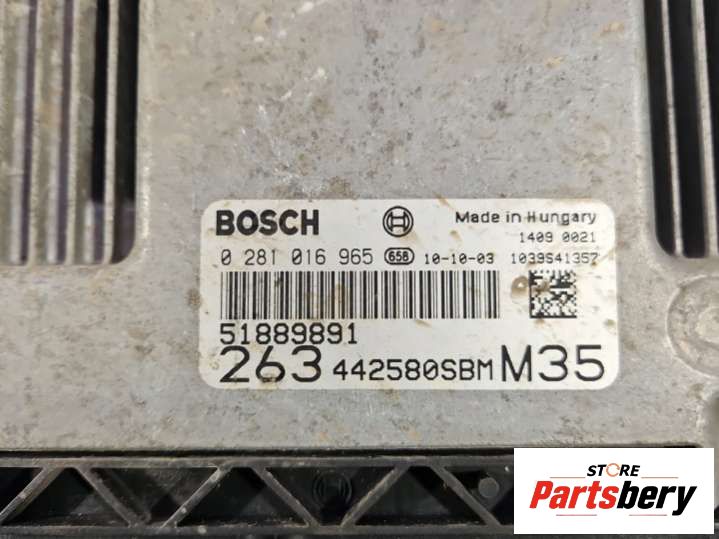 BOSCH Made in Hungary
1409 0021
0 281 016 965 658 10-10-03 1039S41357
51889891
263 442580SBM M35
STORE
Partsbery